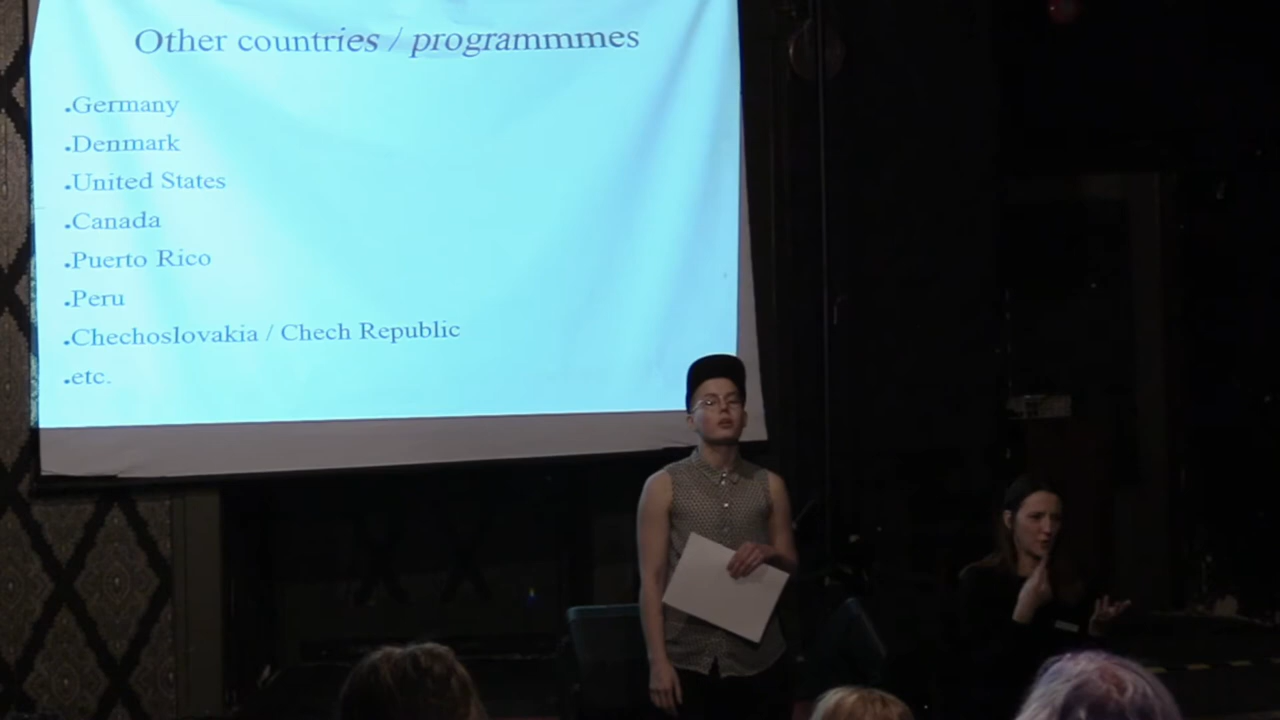 Other countries / programmmes
.Germany
.Denmark
.United States
.Canada
.Puerto Rico
.Peru
.Chechoslovakia / Chech Republic
.etc.